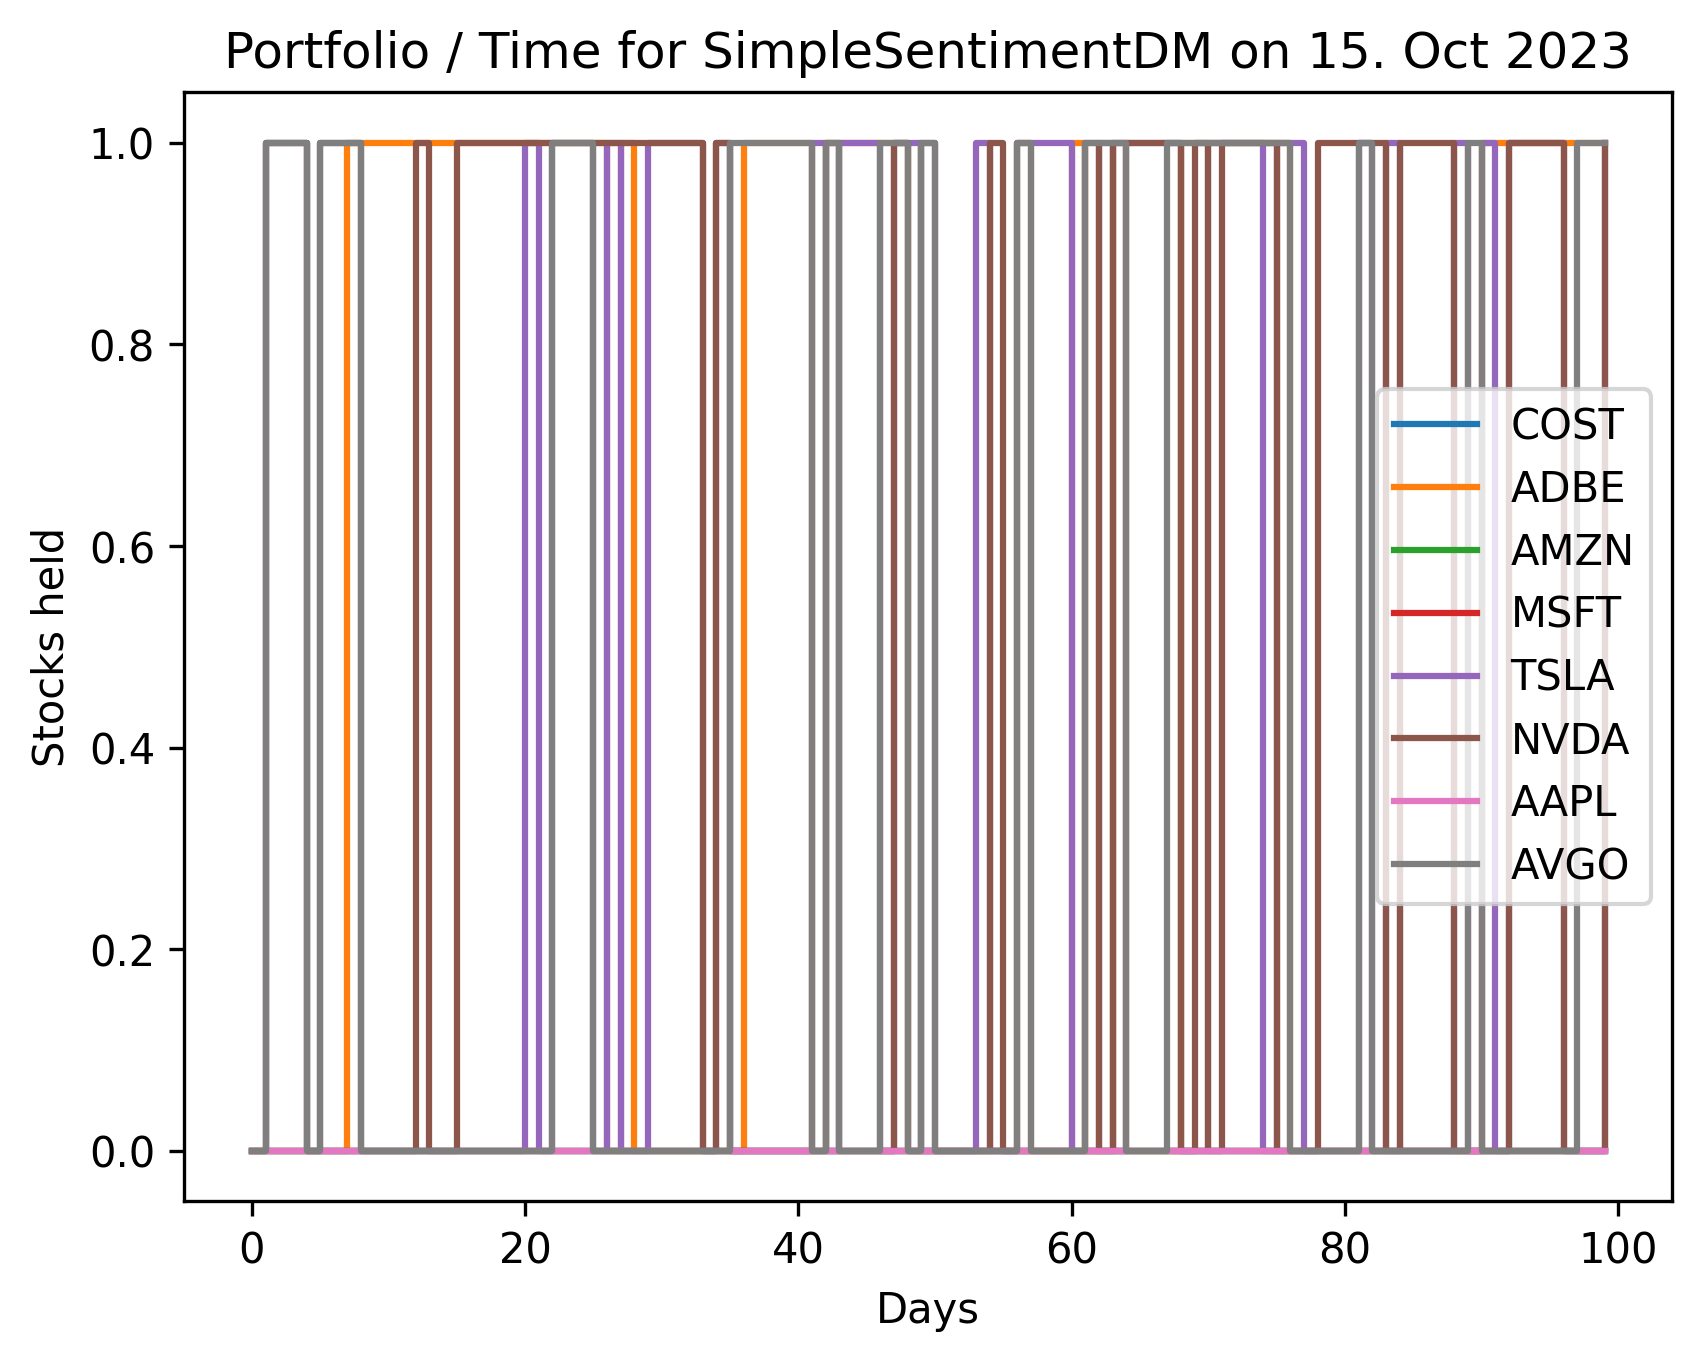 Portfolio / Time for SimpleSentimentDM on 15. Oct 2023
1.0
0.8
0.6
0.4
0.2
0.0
Stocks held
COST
ADBE
AMZN
MSFT
TSLA
NVDA
AAPL
AVGO
0 20 40 60 80 100
Days